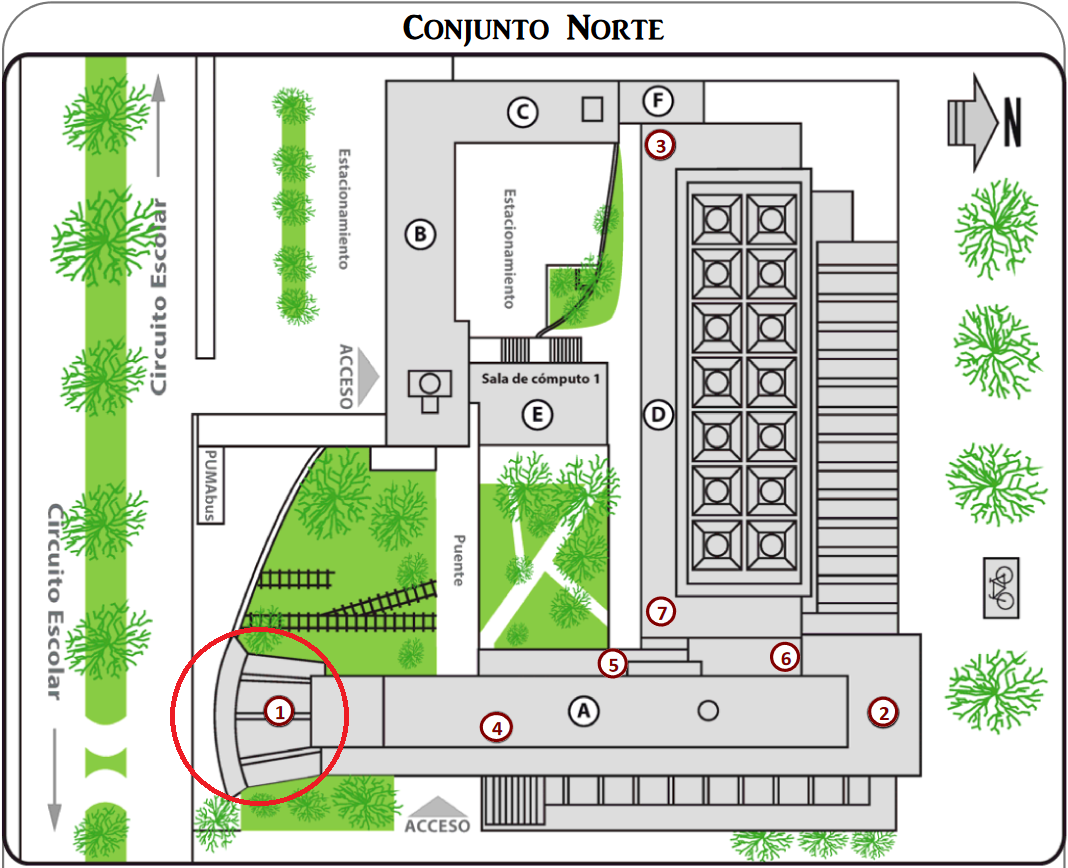 CONJUNTO NORTE
C
F
N
3
Estacionamiento
Estacionamiento
B
Circuito Escolar
ACCESO
Sala de cómputo 1
E
D
PUMAbus
Circuito Escolar
Puente
7
5
6
1
4
A
2
ACCESO